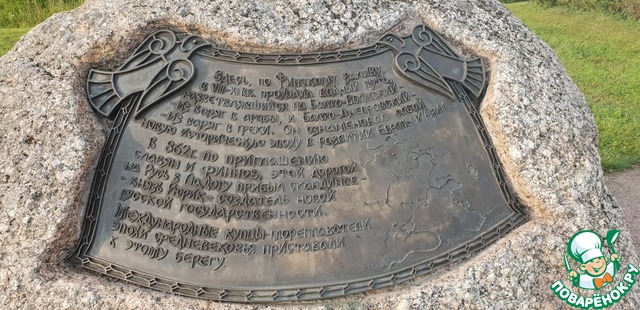 Здесь, по Финскому заливу,
в VIII-XI вв. проходил водный путь,
разветвлявшийся на Балто-Волжский -
-из варяг в арабы, и Балто-Днепровский-
-из варяг в греки. Он ознаменовал собой
новую историческую эпоху в развитии Европы и Азии
В 862 г. по приглашению
славян и финнов, этой дорогой
на Русь в Ладогу прибыл скандинав-
- князь Рюрик - создатель новой
русской государственности.
Международные купцы-мореплаватели
эпохи средневековья приставали
к этому берегу.
ПОВАРЁНОК.РУ